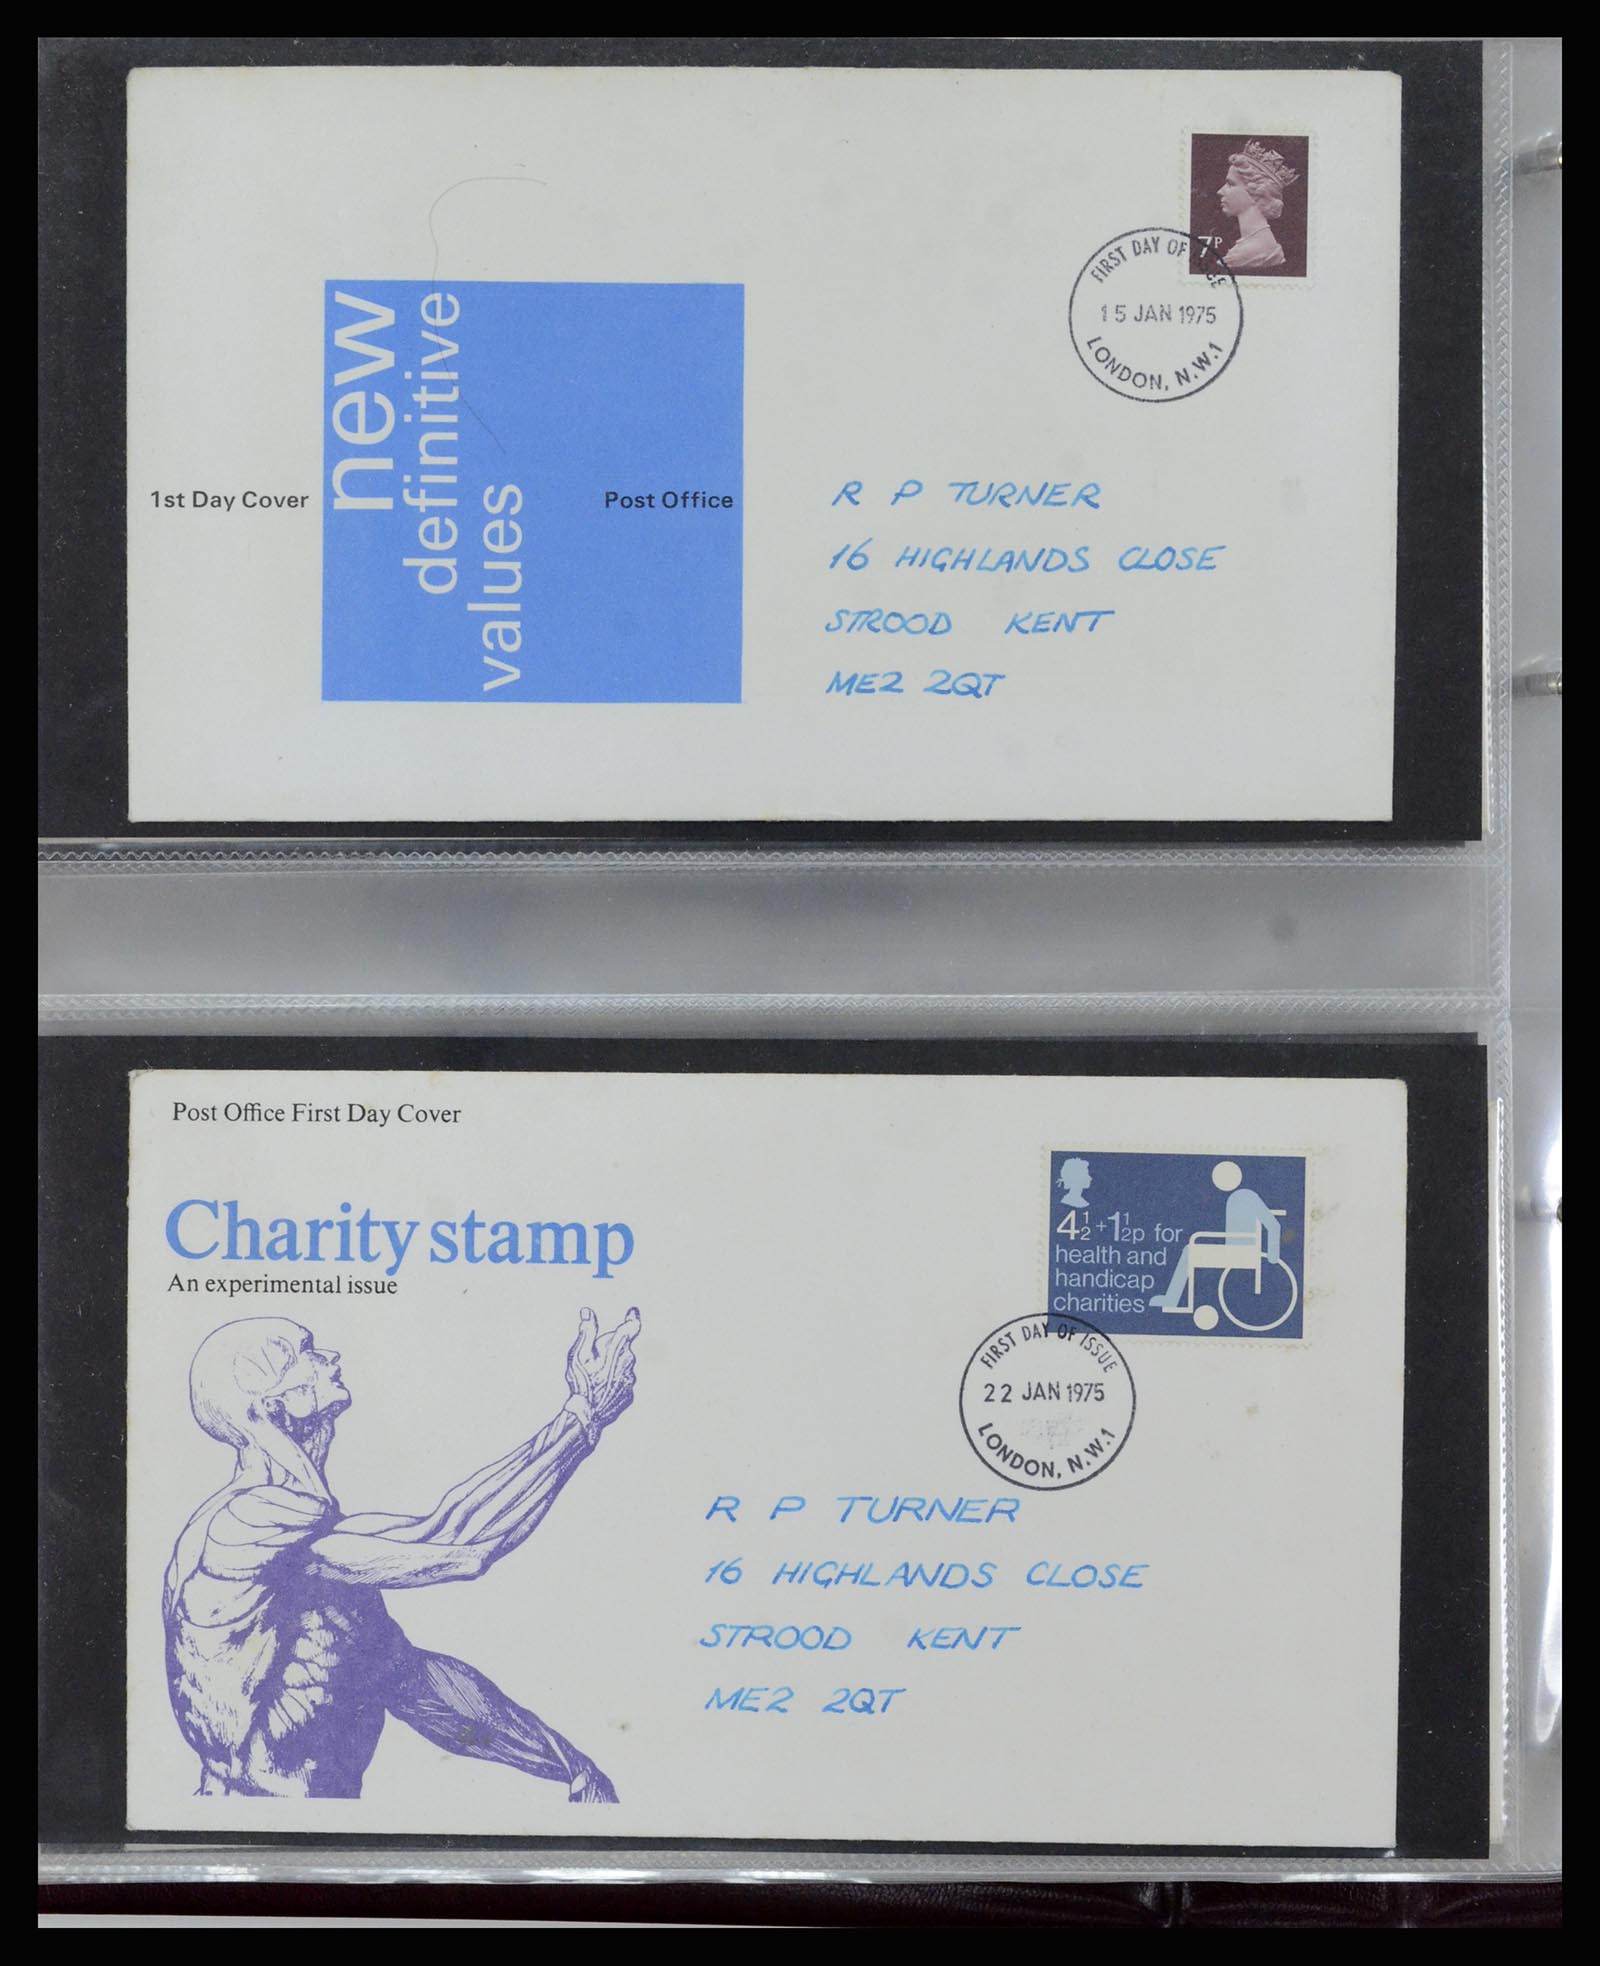 7P
FIRST DAY OF ISSUE
15 JAN 1975
LONDON, N.W.1
new
definitive
values
1st Day Cover
Post Office
R P TURNER
16 HIGHLANDS CLOSE
STROOD KENT
ME2 2QT
Post Office First Day Cover
Charity stamp
An experimental issue
4½+1½p for
health and
handicap
charities
FIRST DAY OF ISSUE
22 JAN 1975
LONDON, N.W.1
R P TURNER
16 HIGHLANDS CLOSE
STROOD KENT
ME2 2QT